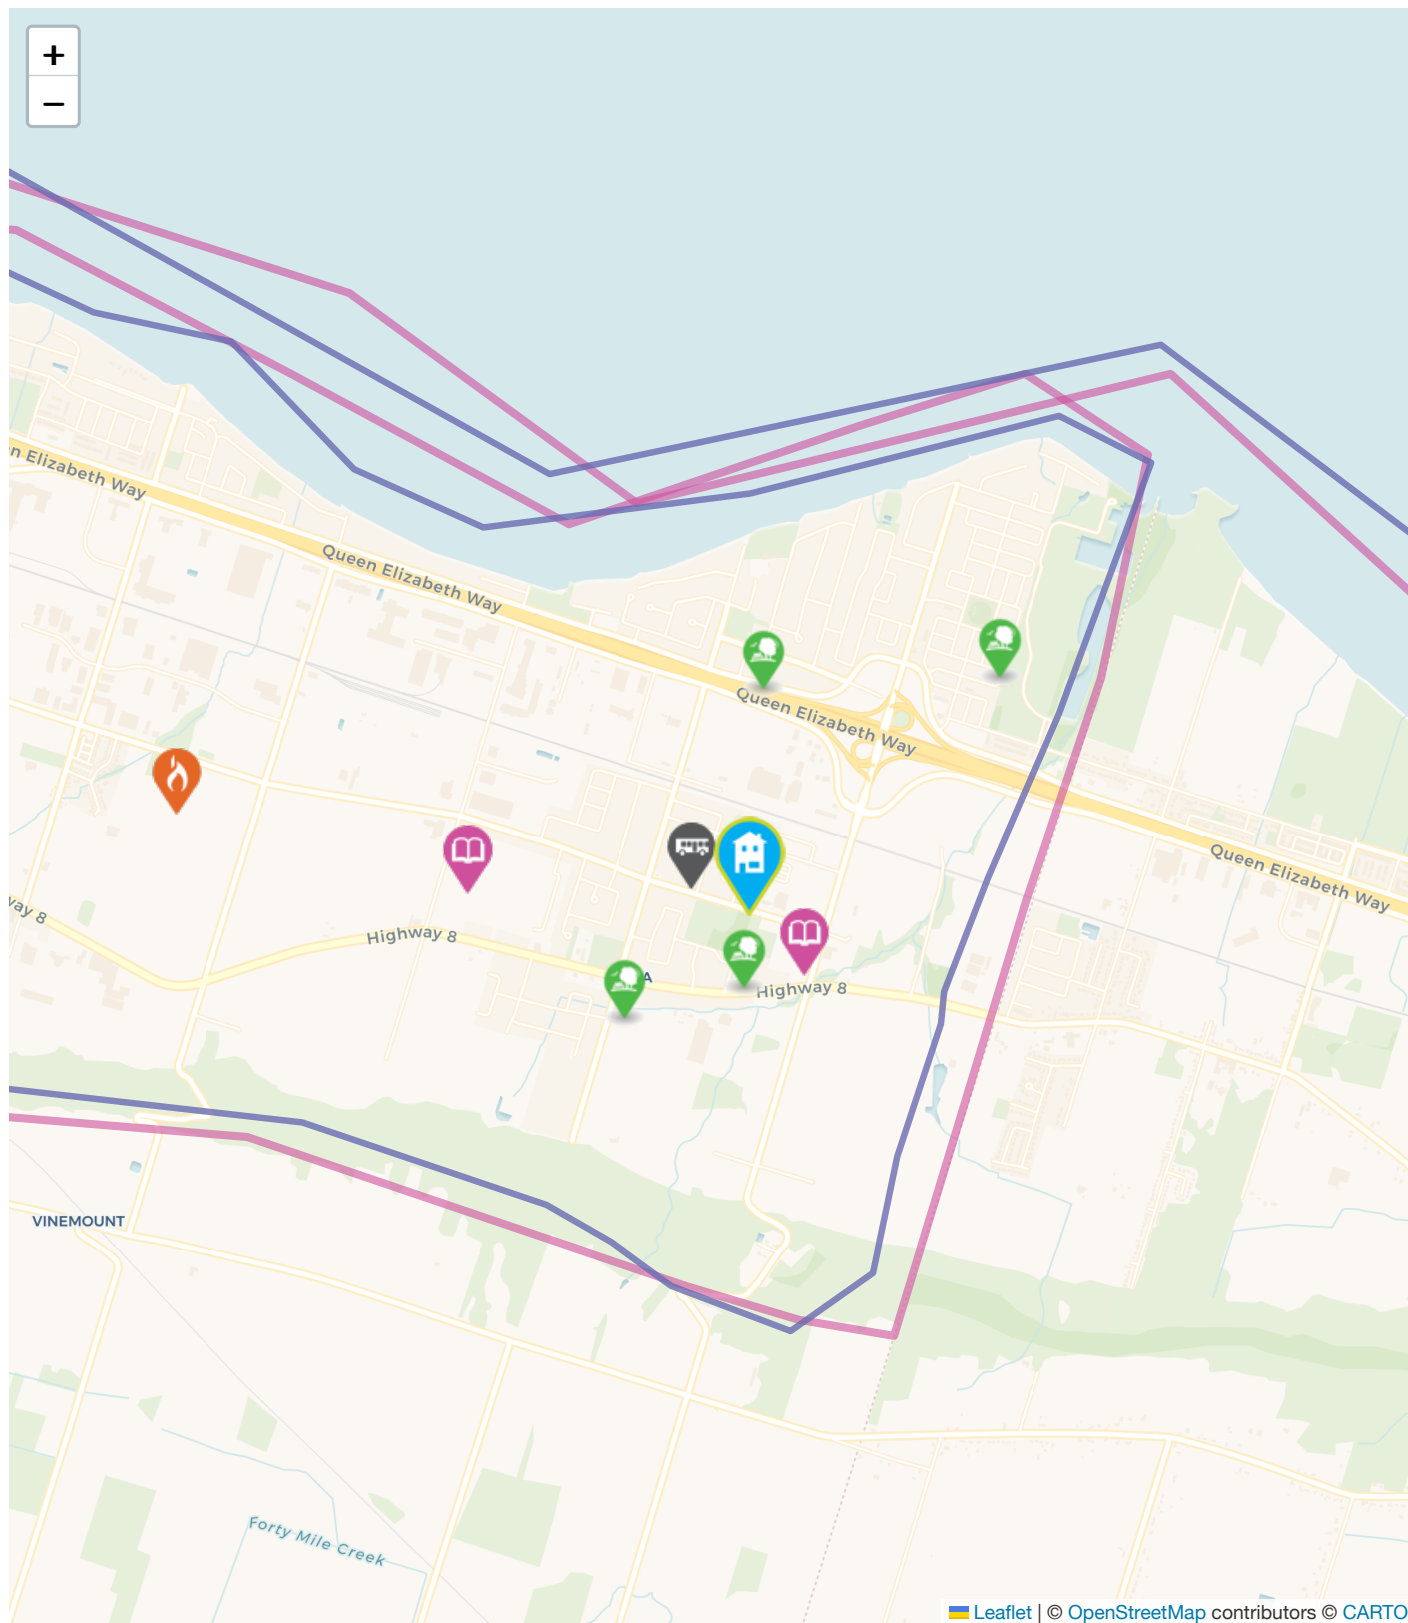 +
−
n Elizabeth Way
Queen Elizabeth Way
Queen Elizabeth Way
Queen Elizabeth Way
way 8
Highway 8
A
Highway 8
VINEMOUNT
Forty Mile Creek
Leaflet | © OpenStreetMap contributors © CARTO